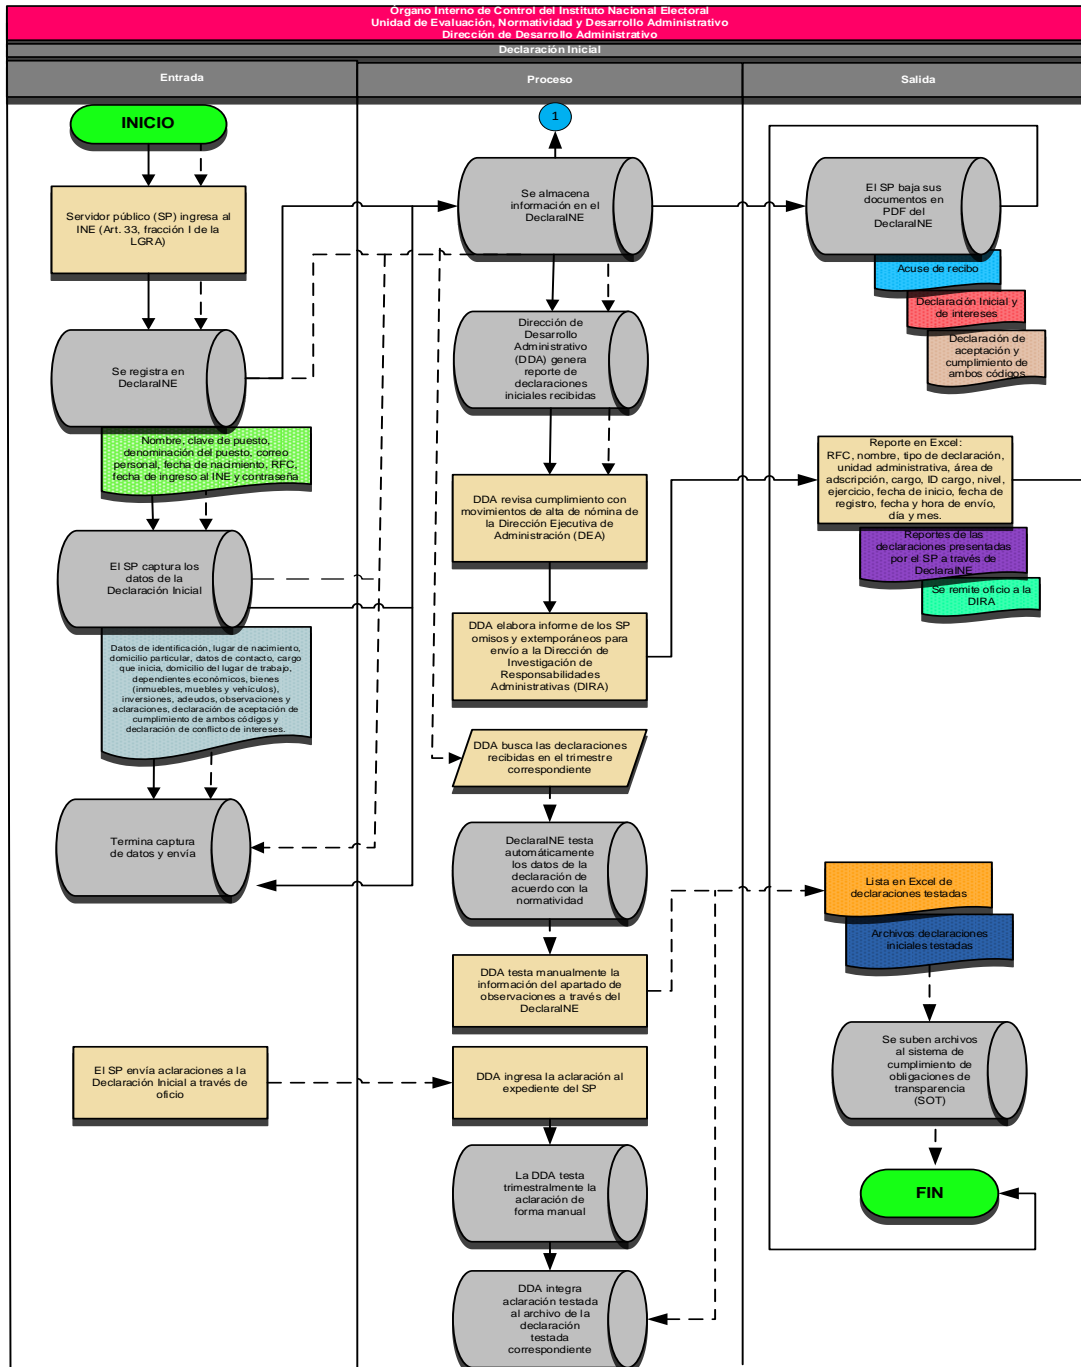 Órgano Interno de Control del Instituto Nacional Electoral
Unidad de Evaluación, Normatividad y Desarrollo Administrativo
Dirección de Desarrollo Administrativo
Declaración Inicial
Entrada
Proceso
Salida
INICIO
Servidor público (SP) ingresa al
INE (Art. 33, fracción I de la
LGRA)
Se registra en
DeclaraINE
Nombre, clave de puesto,
denominación del puesto, correo
personal, fecha de nacimiento, RFC,
fecha de ingreso al INE y contraseña
El SP captura los
datos de la
Declaración Inicial
Datos de identificación, lugar de nacimiento,
domicilio particular, datos de contacto, cargo
que inicia, domicilio del lugar de trabajo,
dependientes económicos, bienes
(inmuebles, muebles y vehículos),
inversiones, adeudos, observaciones y
aclaraciones, declaración de aceptación de
cumplimiento de ambos códigos y
declaración de conflicto de intereses.
Termina captura
de datos y envía
El SP envía aclaraciones a la
Declaración Inicial a través de
oficio
1
Se almacena
información en el
DeclaraINE
Dirección de
Desarrollo
Administrativo
(DDA) genera
reporte de
declaraciones
iniciales recibidas
DDA revisa cumplimiento con
movimientos de alta de nómina de
la Dirección Ejecutiva de
Administración (DEA)
DDA elabora informe de los SP
omisos y extemporáneos para
envío a la Dirección de
Investigación de
Responsabilidades
Administrativas (DIRA)
DDA busca las declaraciones
recibidas en el trimestre
correspondiente
DeclaraINE testa
automáticamente
los datos de la
declaración de
acuerdo con la
normatividad
DDA testa manualmente la
información del apartado de
observaciones a través del
DeclaraINE
DDA ingresa la aclaración al
expediente del SP
La DDA testa
trimestralmente la
aclaración de
forma manual
DDA integra
aclaración testada
al archivo de la
declaración
testada
correspondiente
El SP baja sus
documentos en
PDF del
DeclaraINE
Acuse de recibo
Declaración Inicial y
de intereses
Declaración de
aceptación y
cumplimiento de
ambos códigos
Reporte en Excel:
RFC, nombre, tipo de declaración,
unidad administrativa, área de
adscripción, cargo, ID cargo, nivel,
ejercicio, fecha de inicio, fecha de
registro, fecha y hora de envío,
día y mes.
Reportes de las
declaraciones presentadas
por el SP a través de
DeclaraINE
Se remite oficio a la
DIRA
Lista en Excel de
declaraciones testadas
Archivos declaraciones
iniciales testadas
Se suben archivos
al sistema de
cumplimiento de
obligaciones de
transparencia
(SOT)
FIN